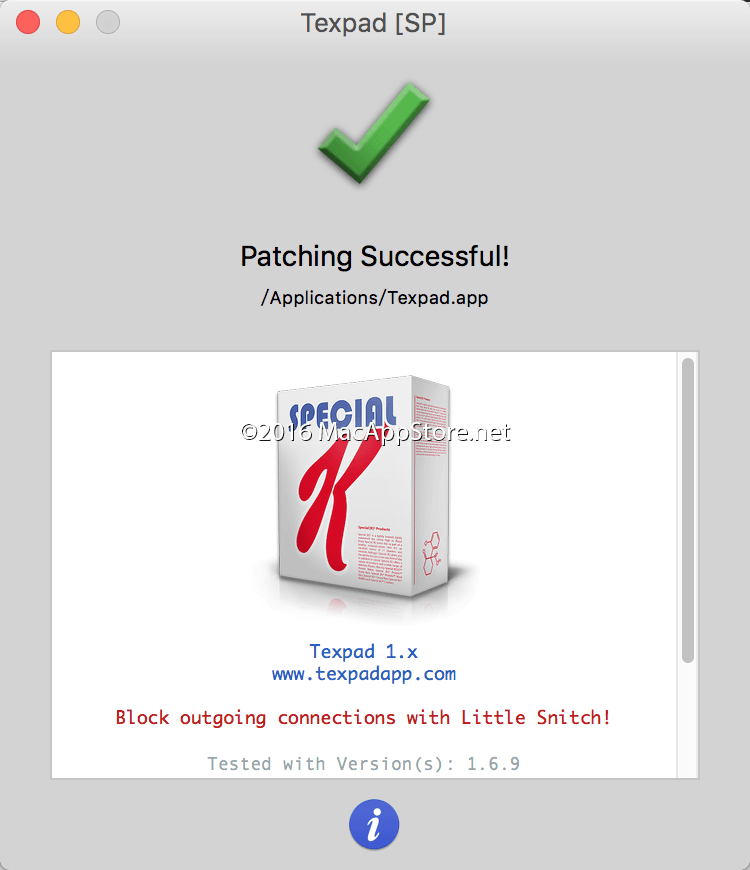 Texpad [SP]
Patching Successful!
/Applications/Texpad.app
SPECIAL
©2016 MacAppStore.net
K
Texpad 1.x
www.texpadapp.com
Block outgoing connections with Little Snitch!
Tested with Version(s): 1.6.9
i